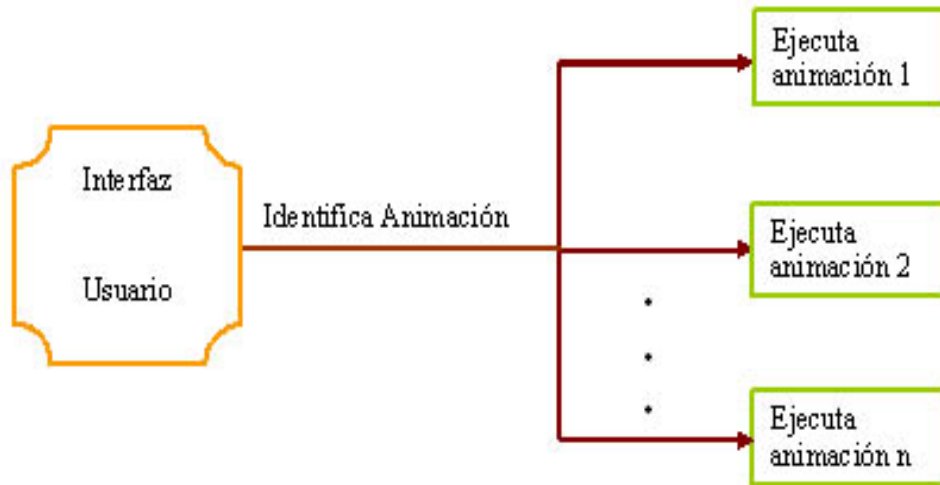 Interfaz
Usuario
Identifica Animación
Ejecuta
animación 1
Ejecuta
animación 2
Ejecuta
animación n